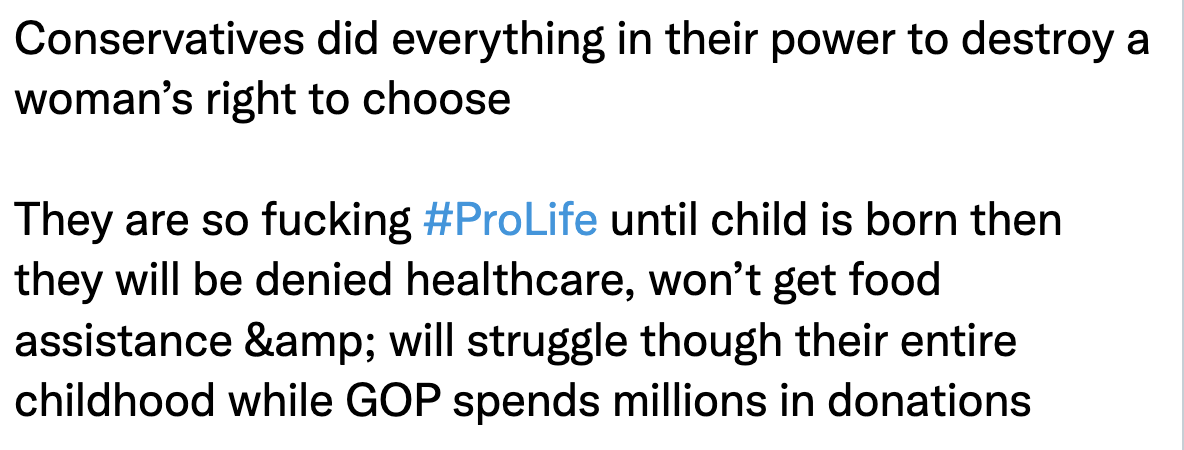 Conservatives did everything in their power to destroy a
woman’s right to choose
They are so fucking #ProLife until child is born then
they will be denied healthcare, won’t get food
assistance &amp; will struggle though their entire
childhood while GOP spends millions in donations